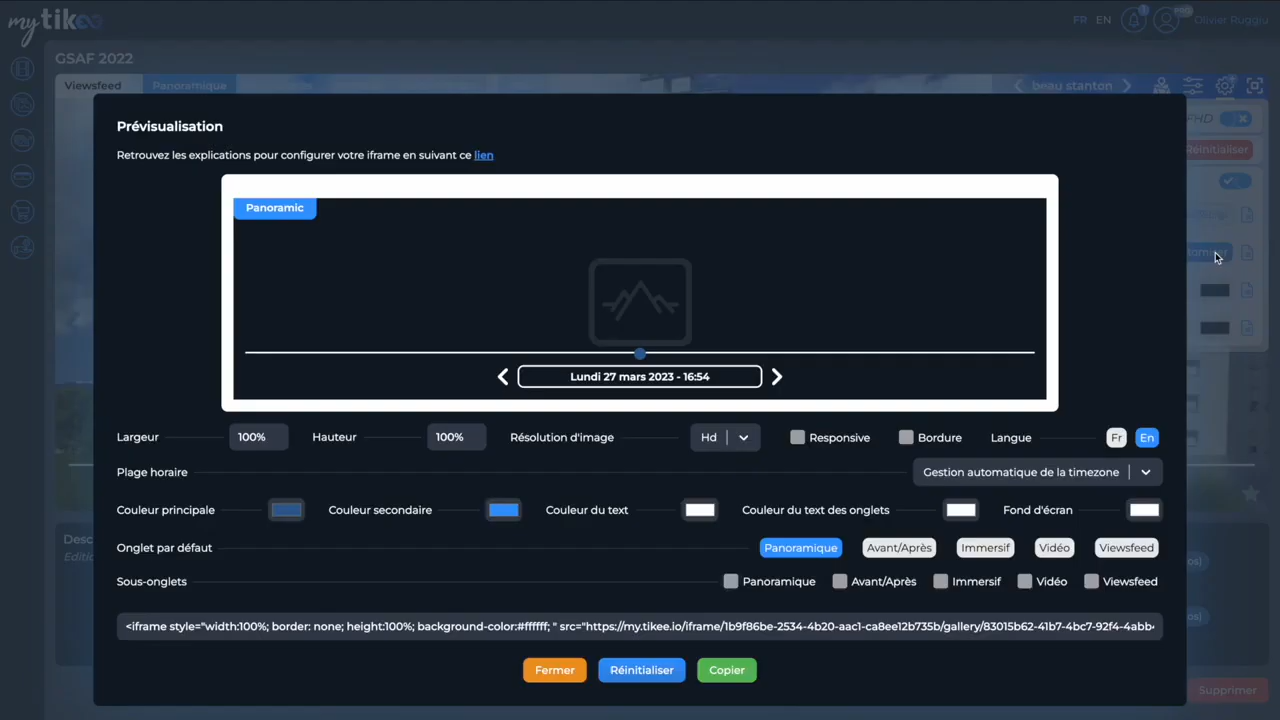 mytikee
FR EN
1
PRO
Olivier Ruggiu
GSAF 2022
Viewsfeed
Panoramique
beau stanton
FHD
Réinitialiser
Prévisualisation
Retrouvez les explications pour configurer votre iframe en suivant ce lien
Panoramic
Lundi 27 mars 2023 - 16:54
Largeur 100% Hauteur 100% Résolution d'image Hd Responsive Bordure Langue Fr En
Plage horaire Gestion automatique de la timezone
Couleur principale Couleur secondaire Couleur du text Couleur du text des onglets Fond d'écran
Onglet par défaut Panoramique Avant/Après Immersif Vidéo Viewsfeed
Sous-onglets Panoramique Avant/Après Immersif Vidéo Viewsfeed
<iframe style="width:100%; border: none; height:100%; background-color:#ffffff; " src="https://my.tikee.io/iframe/1b9f86be-2534-4b20-aac1-ca8ee12b735b/gallery/83015b62-41b7-4bc7-92f4-4abb
Fermer Réinitialiser Copier
Desc
Editio
os)
os)
Supprimer